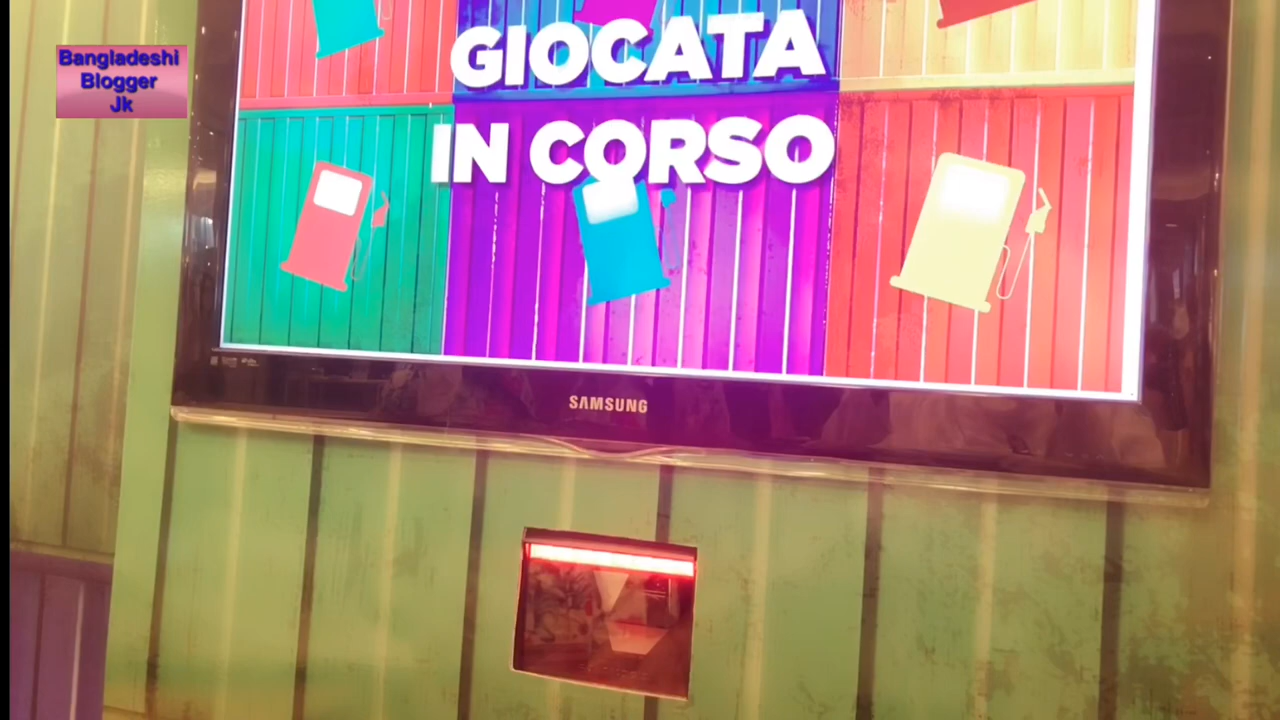 Bangladeshi
Blogger
Jk
GIOCATA
IN CORSO
SAMSUNG